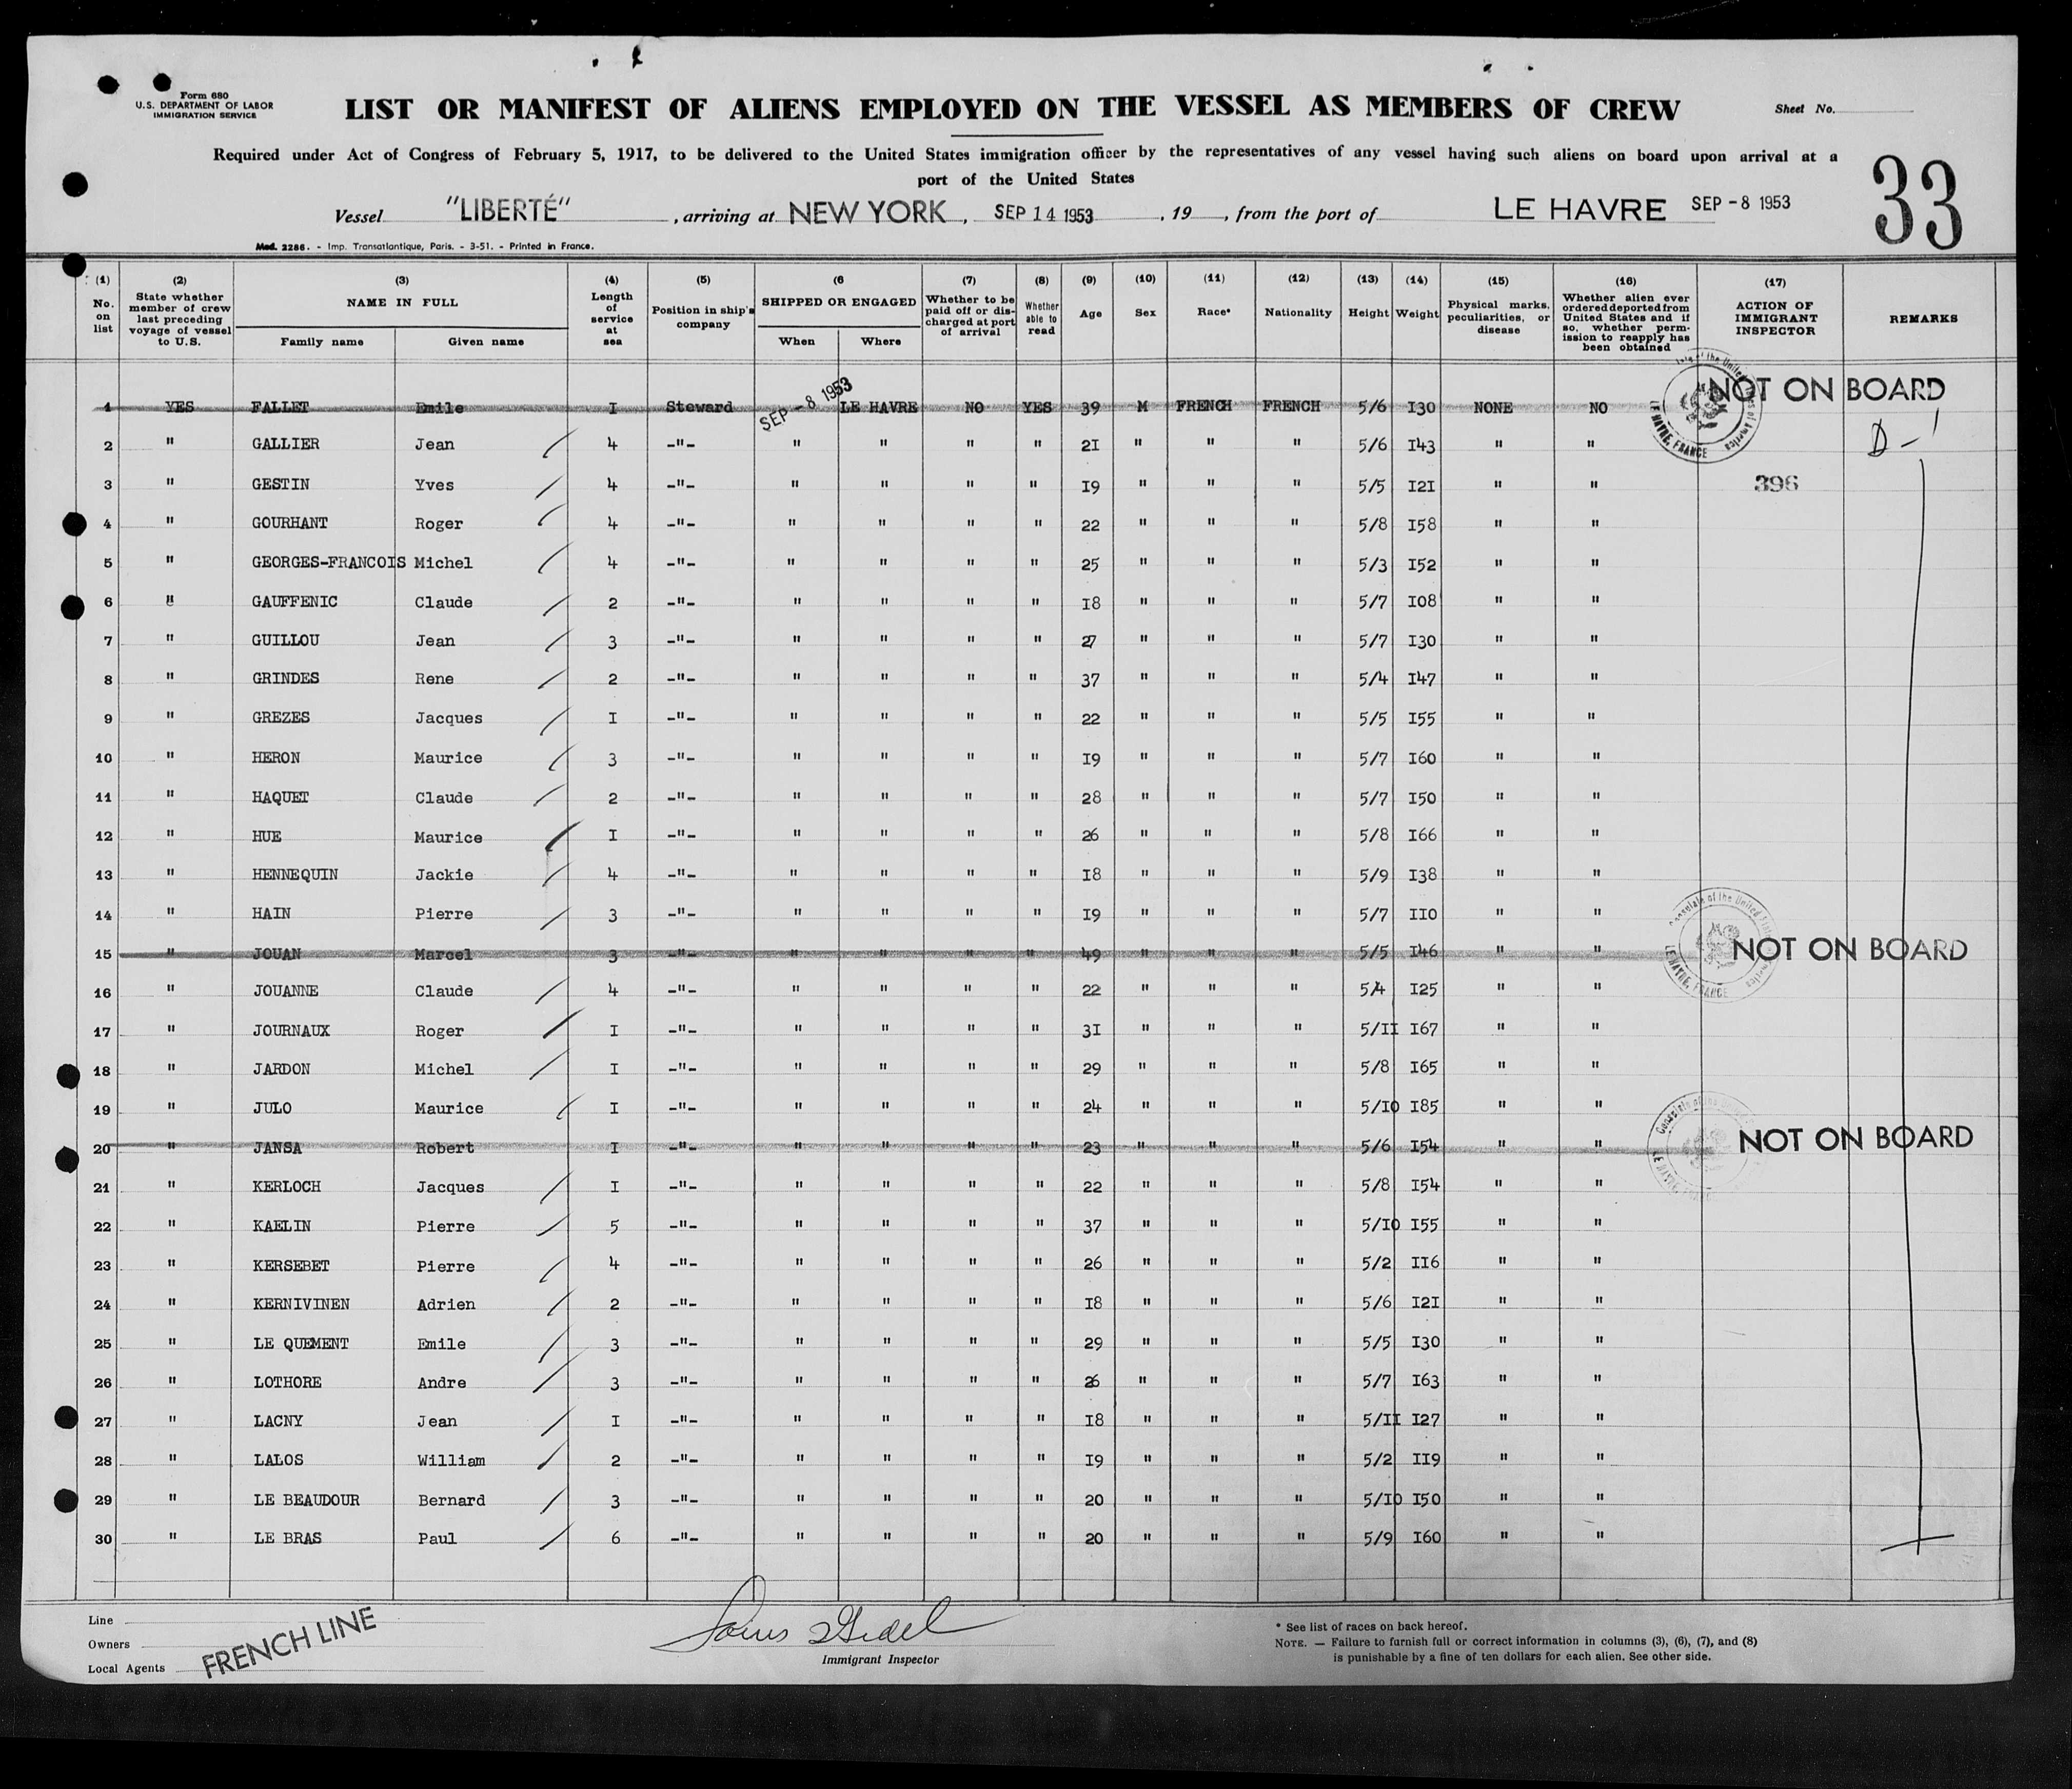 Form 680
U.S. DEPARTMENT OF LABOR
IMMIGRATION SERVICE
LIST OR MANIFEST OF ALIENS EMPLOYED ON THE VESSEL AS MEMBERS OF CREW
Sheet No.
Required under Act of Congress of February 5, 1917, to be delivered to the United States immigration officer by the representatives of any vessel having such aliens on board upon arrival at a
port of the United States
33
Vessel "LIBERTÉ", arriving at NEW YORK, SEP 14 1953, 19 , from the port of LE HAVRE SEP -8 1953
Mod. 2286. - Imp. Transatlantique, Paris. - 3-51. - Printed in France.
(1) No. on list
(2) State whether member of crew last preceding voyage of vessel to U.S.
(3) NAME IN FULL Family name Given name
(4) Length of service at sea
(5) Position in ship's company
(6 SHIPPED OR ENGAGED When Where
(7) Whether to be paid off or dis-charged at port of arrival
(8) Whether able to read
(9) Age
(10) Sex
(11) Race*
(12) Nationality
(13) Height
(14) Weight
(15) Physical marks, peculiarities, or disease
(16) Whether alien ever ordered deported from United States and if so, whether perm-ission to reapply has been obtained
(17) ACTION OF IMMIGRANT INSPECTOR
REMARKS
1 YES FALLET Emile I Steward SEP -8 1953 LE HAVRE NO YES 39 M FRENCH FRENCH 5/6 I30 NONE NO NOT ON BOARD
2 " GALLIER Jean 4 -"- " " " " 2I " " " 5/6 I43 " " D-1
3 " GESTIN Yves 4 -"- " " " " I9 " " " 5/5 I2I " " 396
4 " GOURHANT Roger 4 -"- " " " " 22 " " " 5/8 I58 " "
5 " GEORGES-FRANCOIS Michel 4 -"- " " " " 25 " " " 5/3 I52 " "
6 " GAUFFENIC Claude 2 -"- " " " " I8 " " " 5/7 I08 " "
7 " GUILLOU Jean 3 -"- " " " " 27 " " " 5/7 I30 " "
8 " GRINDES Rene 2 -"- " " " " 37 " " " 5/4 I47 " "
9 " GREZES Jacques I -"- " " " " 22 " " " 5/5 I55 " "
10 " HERON Maurice 3 -"- " " " " I9 " " " 5/7 I60 " "
11 " HAQUET Claude 2 -"- " " " " 28 " " " 5/7 I50 " "
12 " HUE Maurice I -"- " " " " 26 " " " 5/8 I66 " "
13 " HENNEQUIN Jackie 4 -"- " " " " I8 " " " 5/9 I38 " "
14 " HAIN Pierre 3 -"- " " " " I9 " " " 5/7 II0 " "
15 " JOUAN Marcel 3 -"- " " " " 49 " " " 5/5 I46 " " NOT ON BOARD
16 " JOUANNE Claude 4 -"- " " " " 22 " " " 5/4 I25 " "
17 " JOURNAUX Roger I -"- " " " " 3I " " " 5/II I67 " "
18 " JARDON Michel I -"- " " " " 29 " " " 5/8 I65 " "
19 " JULO Maurice I -"- " " " " 24 " " " 5/I0 I85 " "
20 " JANSA Robert I -"- " " " " 23 " " " 5/6 I54 " " NOT ON BOARD
21 " KERLOCH Jacques I -"- " " " " 22 " " " 5/8 I54 " "
22 " KAELIN Pierre 5 -"- " " " " 37 " " " 5/I0 I55 " "
23 " KERSEBET Pierre 4 -"- " " " " 26 " " " 5/2 II6 " "
24 " KERNIVINEN Adrien 2 -"- " " " " I8 " " " 5/6 I2I " "
25 " LE QUEMENT Emile 3 -"- " " " " 29 " " " 5/5 I30 " "
26 " LOTHORE Andre 3 -"- " " " " 26 " " " 5/7 I63 " "
27 " LACNY Jean I -"- " " " " I8 " " " 5/II I27 " "
28 " LALOS William 2 -"- " " " " I9 " " " 5/2 II9 " "
29 " LE BEAUDOUR Bernard 3 -"- " " " " 20 " " " 5/I0 I50 " "
30 " LE BRAS Paul 6 -"- " " " 20 " " " 5/9 I60 " "
Line
Owners
Local Agents
FRENCH LINE
Immigrant Inspector
* See list of races on back hereof.
NOTE. — Failure to furnish full or correct information in columns (3), (6), (7), and (8)
is punishable by a fine of ten dollars for each alien. See other side.